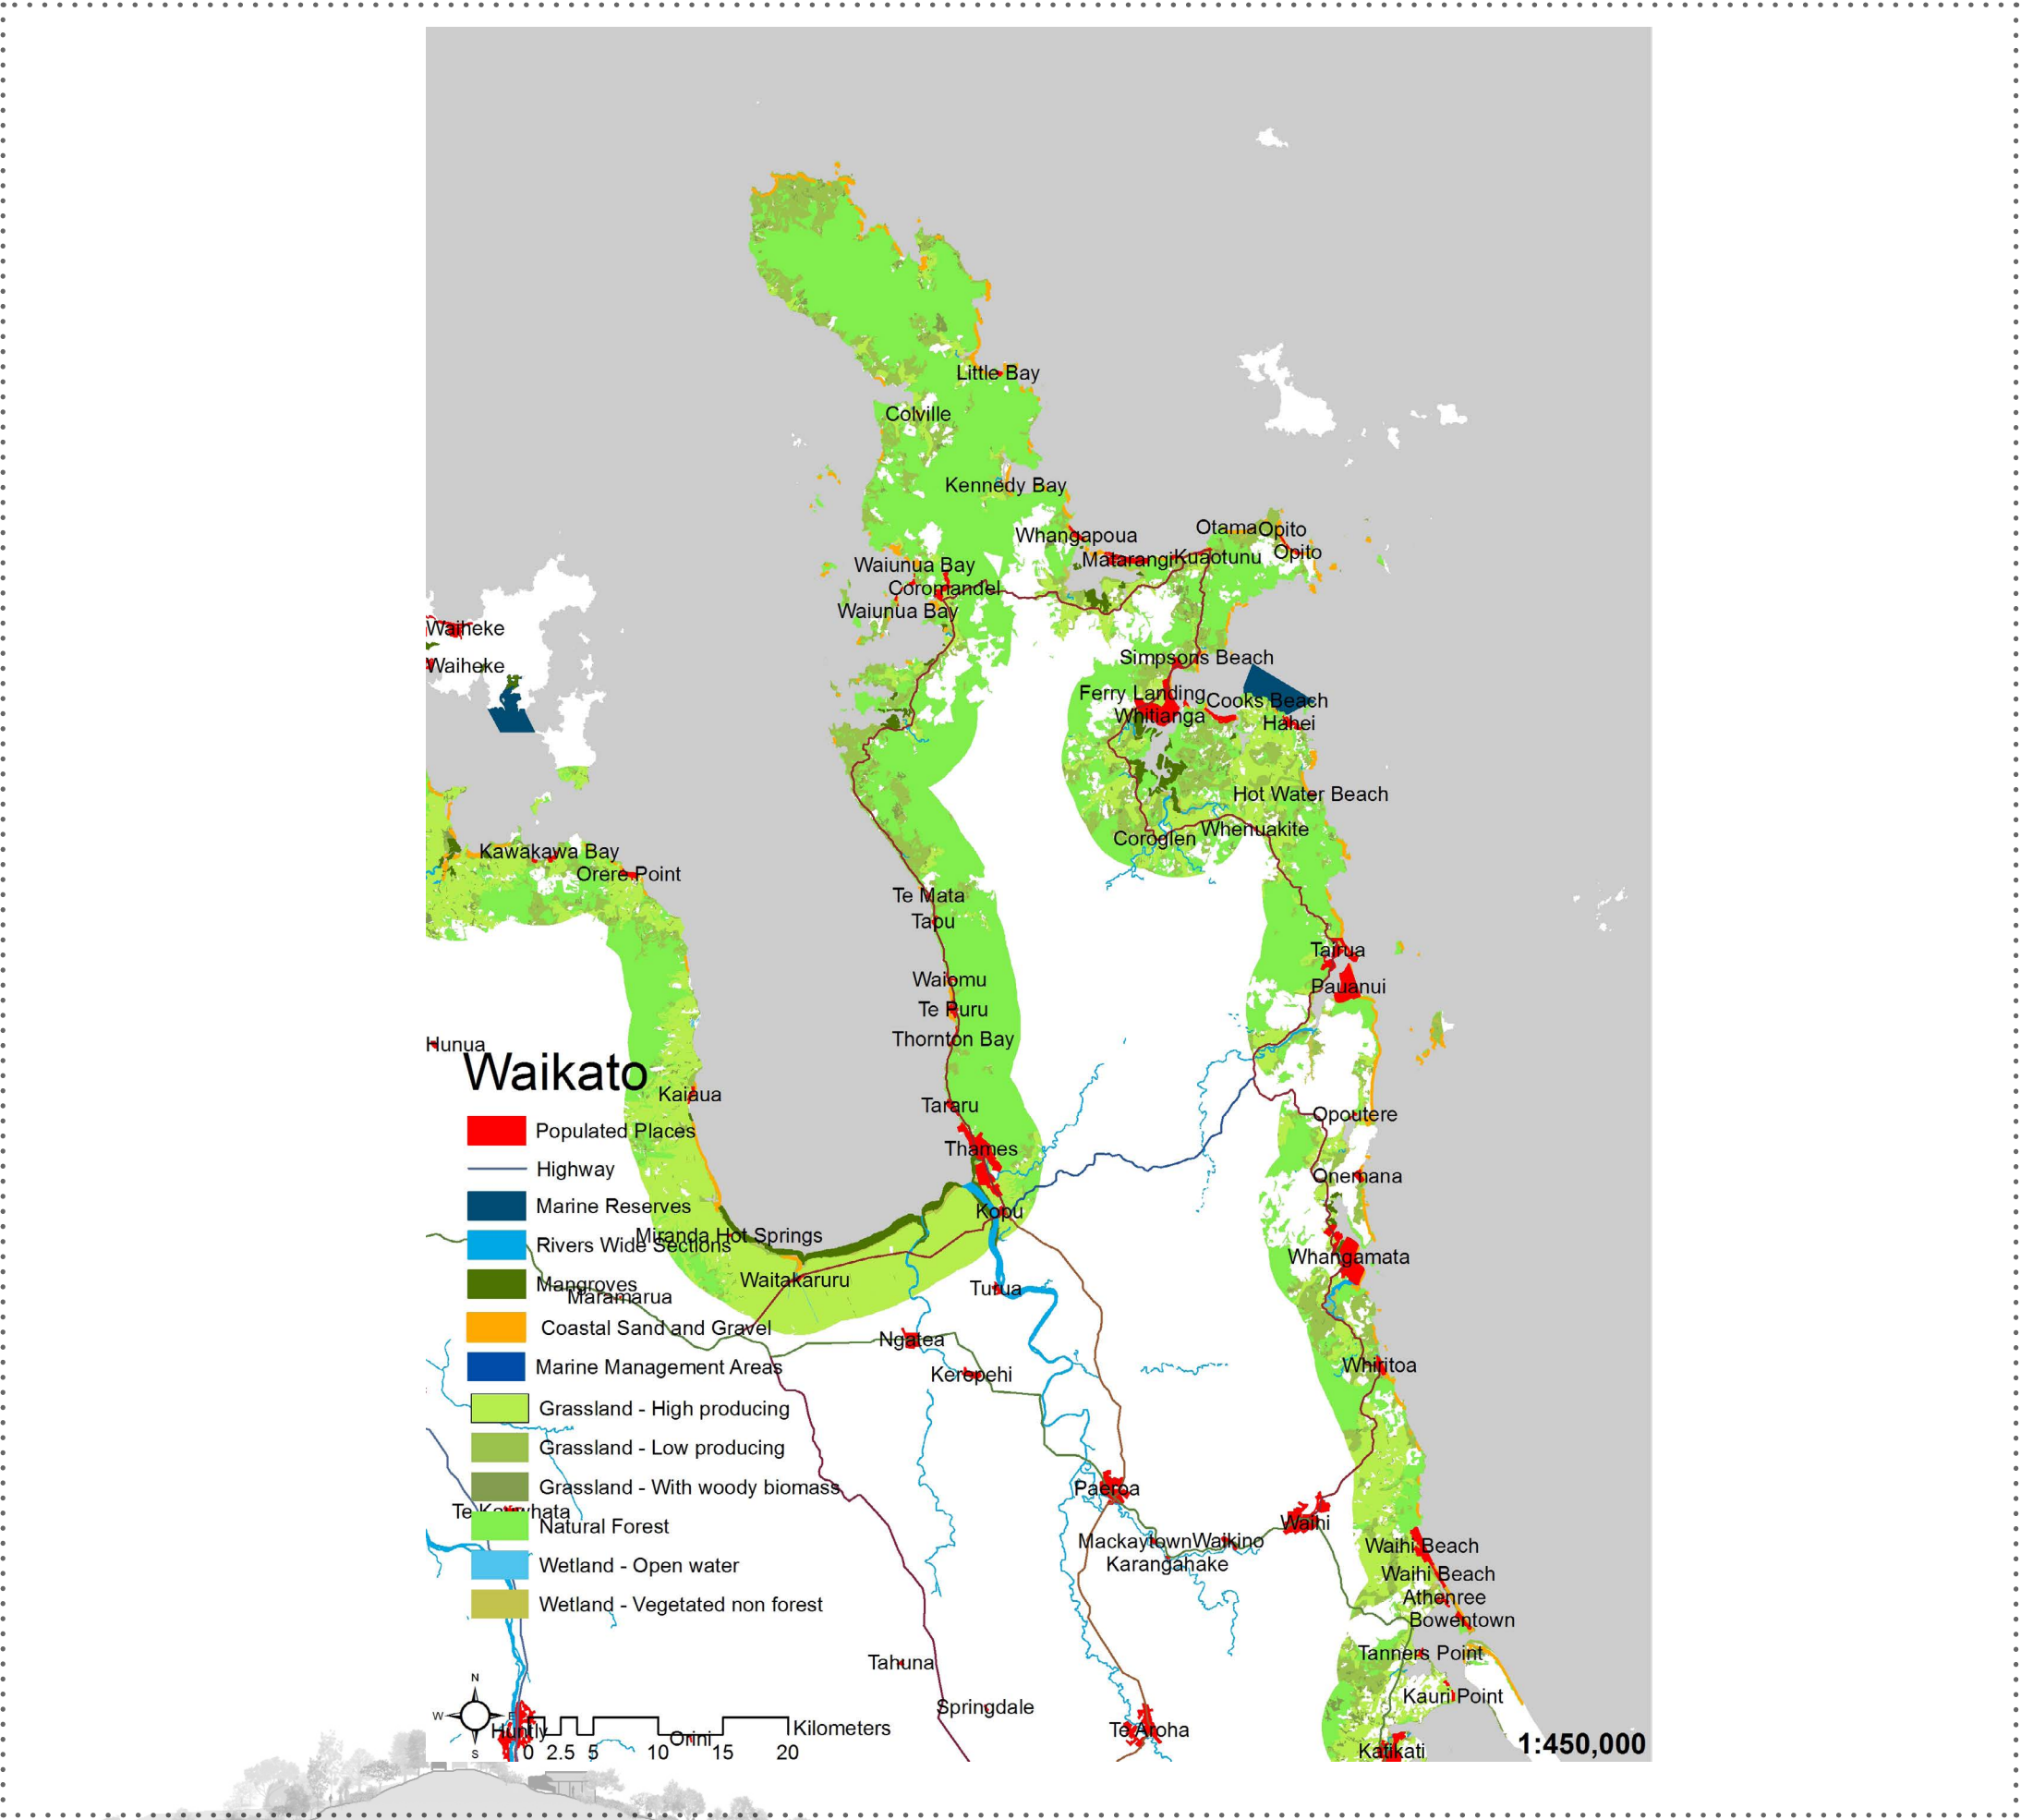 Little Bay
Colville
Kennedy Bay
Whangapoua
Otama
Opito
Opito
Matarangi
Kuaotunu
Waiunua Bay
Coromandel
Waiunua Bay
Waiheke
Waiheke
Simpsons Beach
Ferry Landing
Cooks Beach
Whitianga
Hahei
Hot Water Beach
Whenuakite
Coroglen
Kawakawa Bay
Orere Point
Te Mata
Tapu
Tairua
Waiomu
Pauanui
Te Puru
Thornton Bay
Hunua
Waikato
Kaiaua
Tararu
Opoutere
Populated Places
Thames
Highway
Onemana
Marine Reserves
Kopu
Miranda Hot Springs
Rivers Wide Sections
Whangamata
Waitakaruru
Mangroves
Turua
Maramarua
Coastal Sand and Gravel
Ngatea
Marine Management Areas
Whiritoa
Kerepehi
Grassland - High producing
Grassland - Low producing
Grassland - With woody biomass
Paeroa
Te Kauwhata
Natural Forest
Waihi
Mackaytown
Waikino
Waihi Beach
Karangahake
Wetland - Open water
Waihi Beach
Athenree
Wetland - Vegetated non forest
Bowentown
Tanners Point
Tahuna
N
W
E
S
Kauri Point
Springdale
Huntly
Orini
Kilometers
Te Aroha
0 2.5 5 10 15 20
Katikati
1:450,000